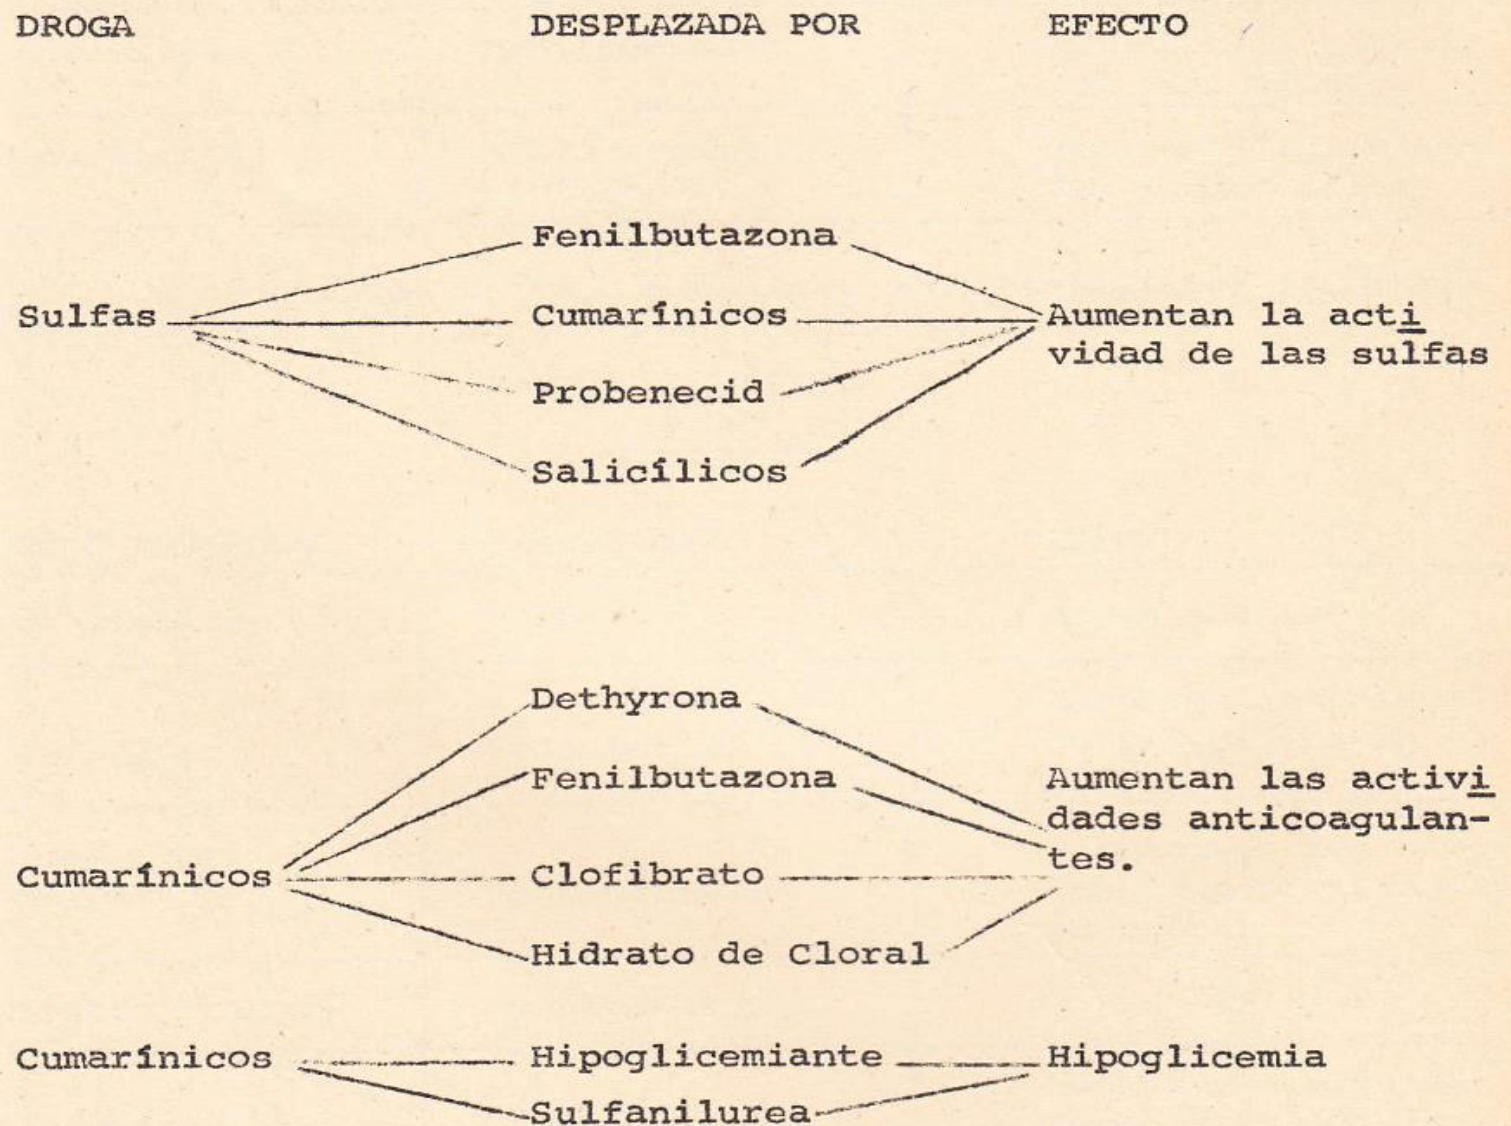 DROGA DESPLAZADA POR EFECTO
Fenilbutazona
Sulfas Cumarínicos Aumentan la acti
vidad de las sulfas
Probenecid
Salicílicos
Dethyrona
Fenilbutazona Aumentan las activi
dades anticoagulan-
tes.
Cumarínicos Clofibrato
Hidrato de Cloral
Cumarínicos Hipoglicemiante Hipoglicemia
Sulfanilurea